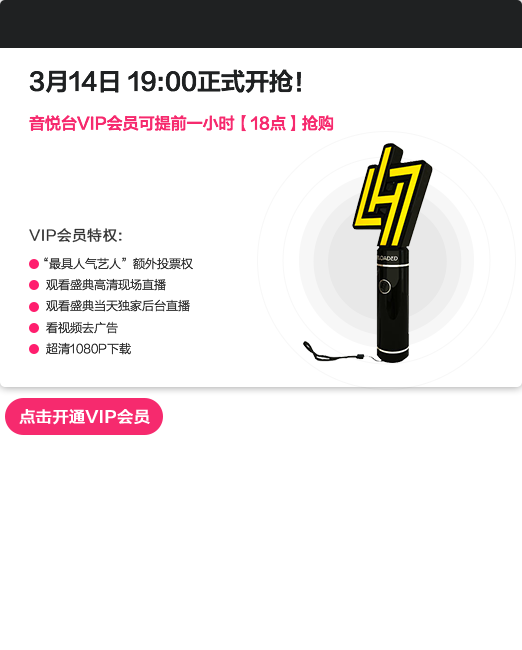 3月14日 19:00正式开抢!
音悦台VIP会员可提前一小时【18点】抢购
VIP会员特权:
“最具人气艺人”额外投票权
观看盛典高清现场直播
观看盛典当天独家后台直播
看视频去广告
超清1080P下载
LOADED
点击开通VIP会员